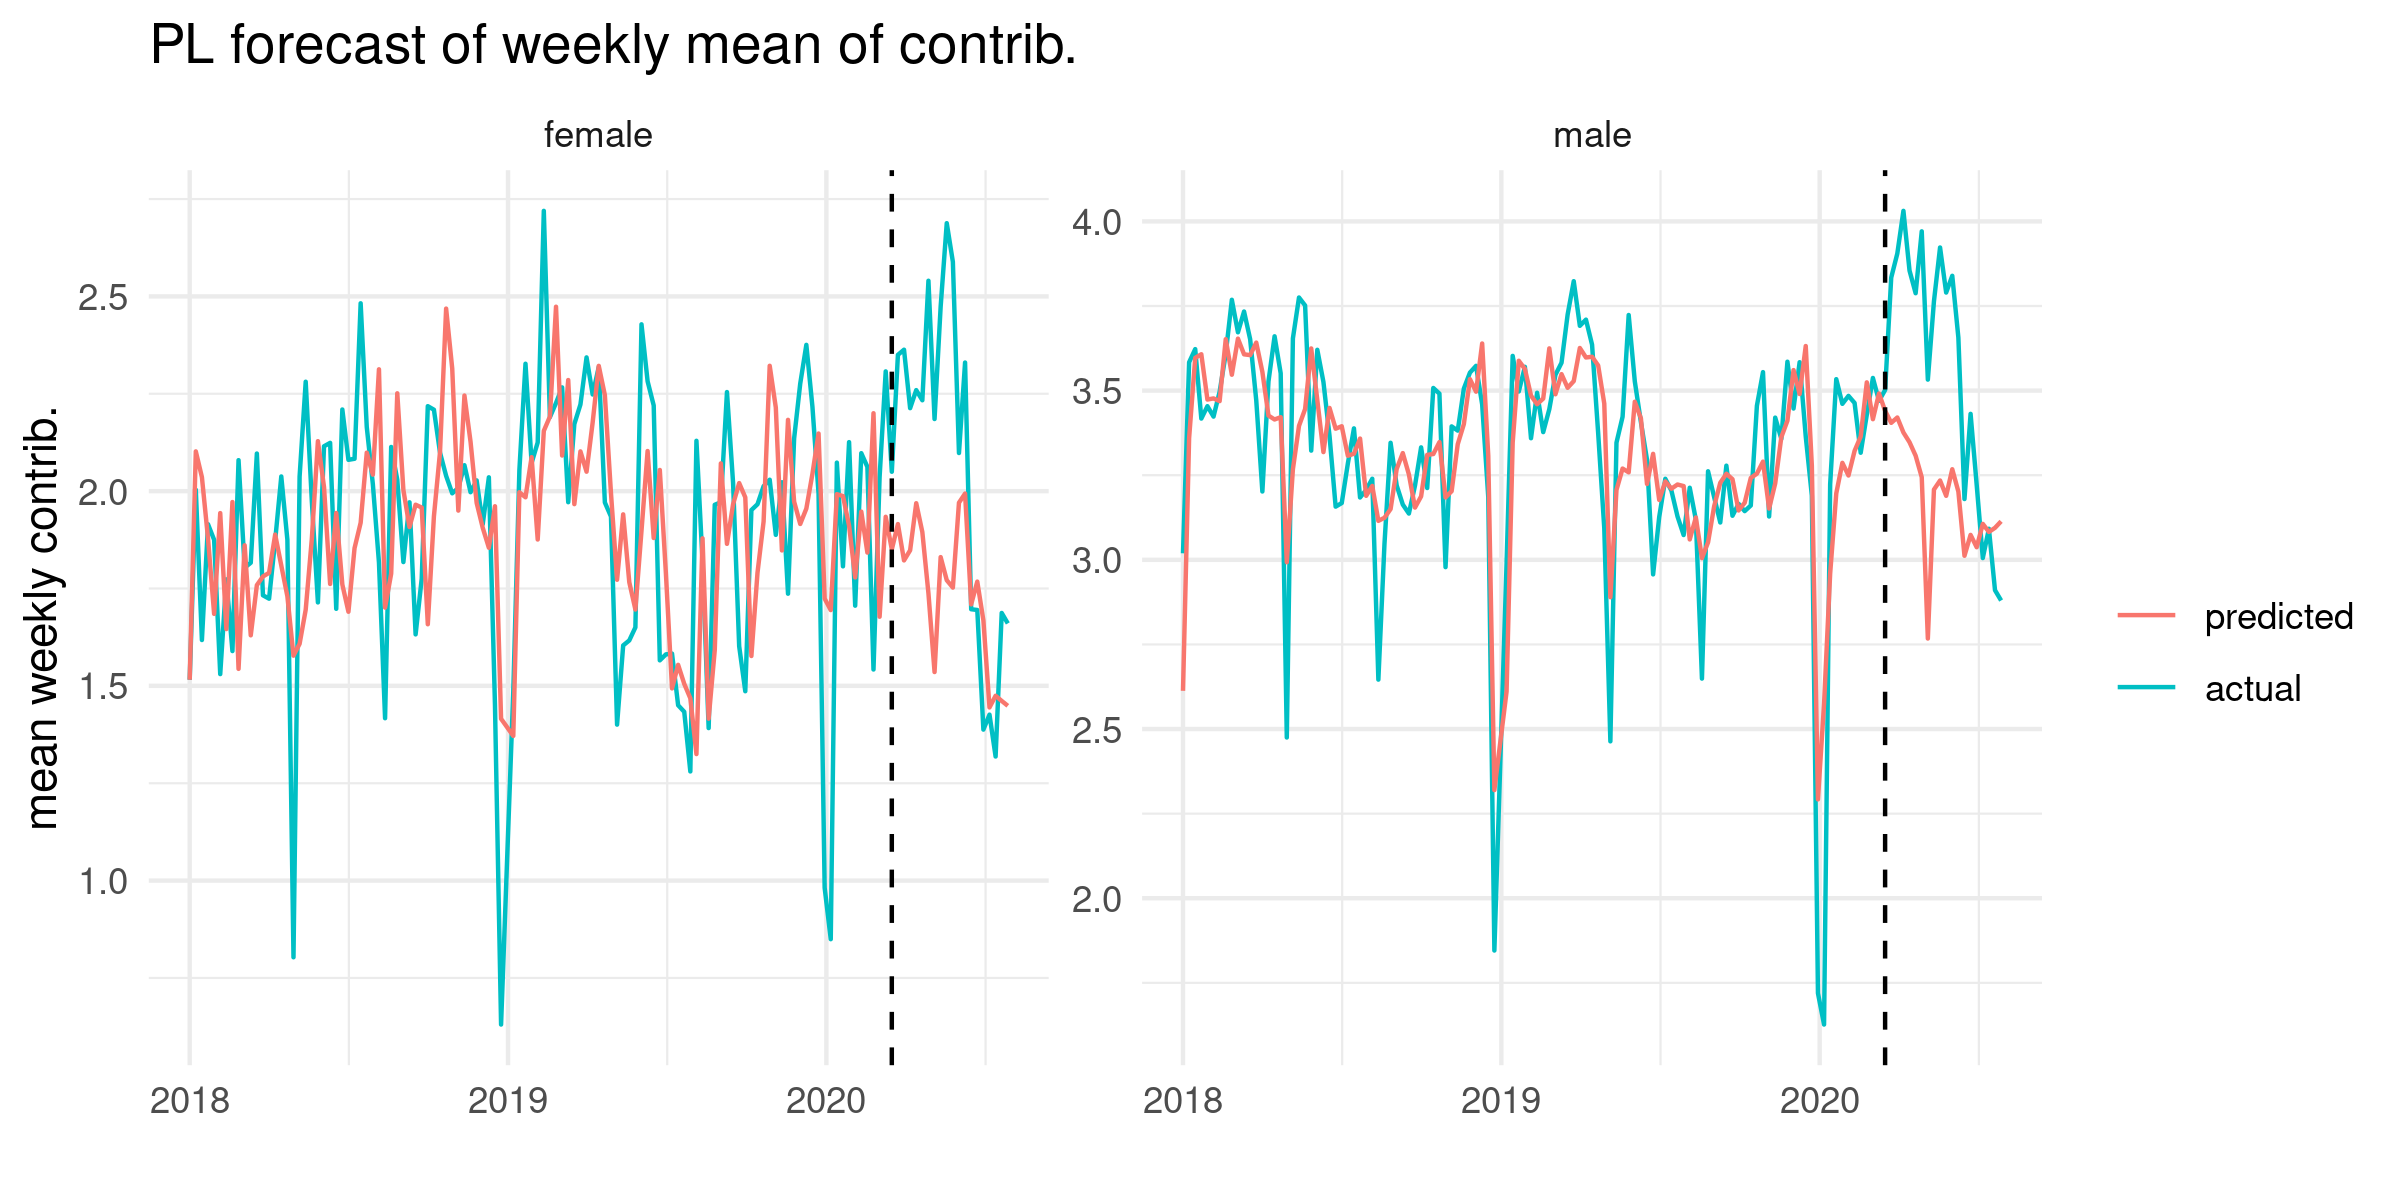 PL forecast of weekly mean of contrib.
female
male
mean weekly contrib.
2.5
2.0
1.5
1.0
4.0
3.5
3.0
2.5
2.0
2018
2019
2020
2018
2019
2020
predicted
actual